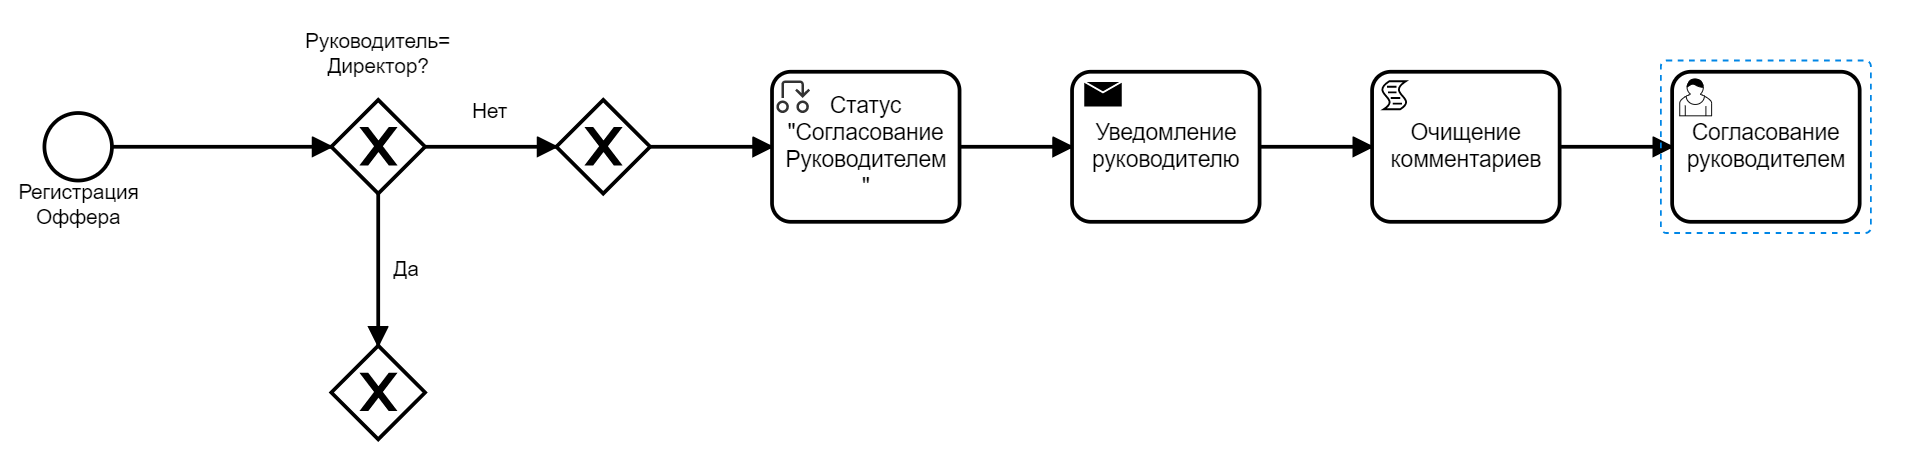 Руководитель=
Директор?
Нет
Да
Регистрация
Оффера
Статус
"Согласование
Руководителем
"
Уведомление
руководителю
Очищение
комментариев
Согласование
руководителем